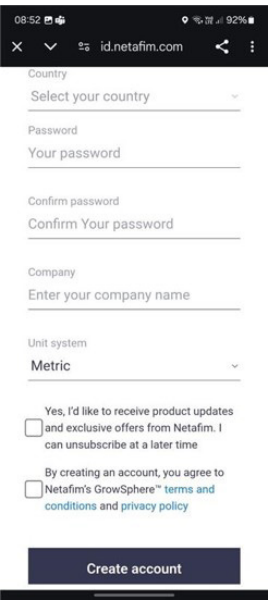 08:52 92%
id.netafim.com
Country
Select your country
Password
Your password
Confirm password
Confirm Your password
Company
Enter your company name
Unit system
Metric
Yes, I'd like to receive product updates
and exclusive offers from Netafim. I
can unsubscribe at a later time
By creating an account, you agree to
Netafim's GrowSphere™ terms and
conditions and privacy policy
Create account